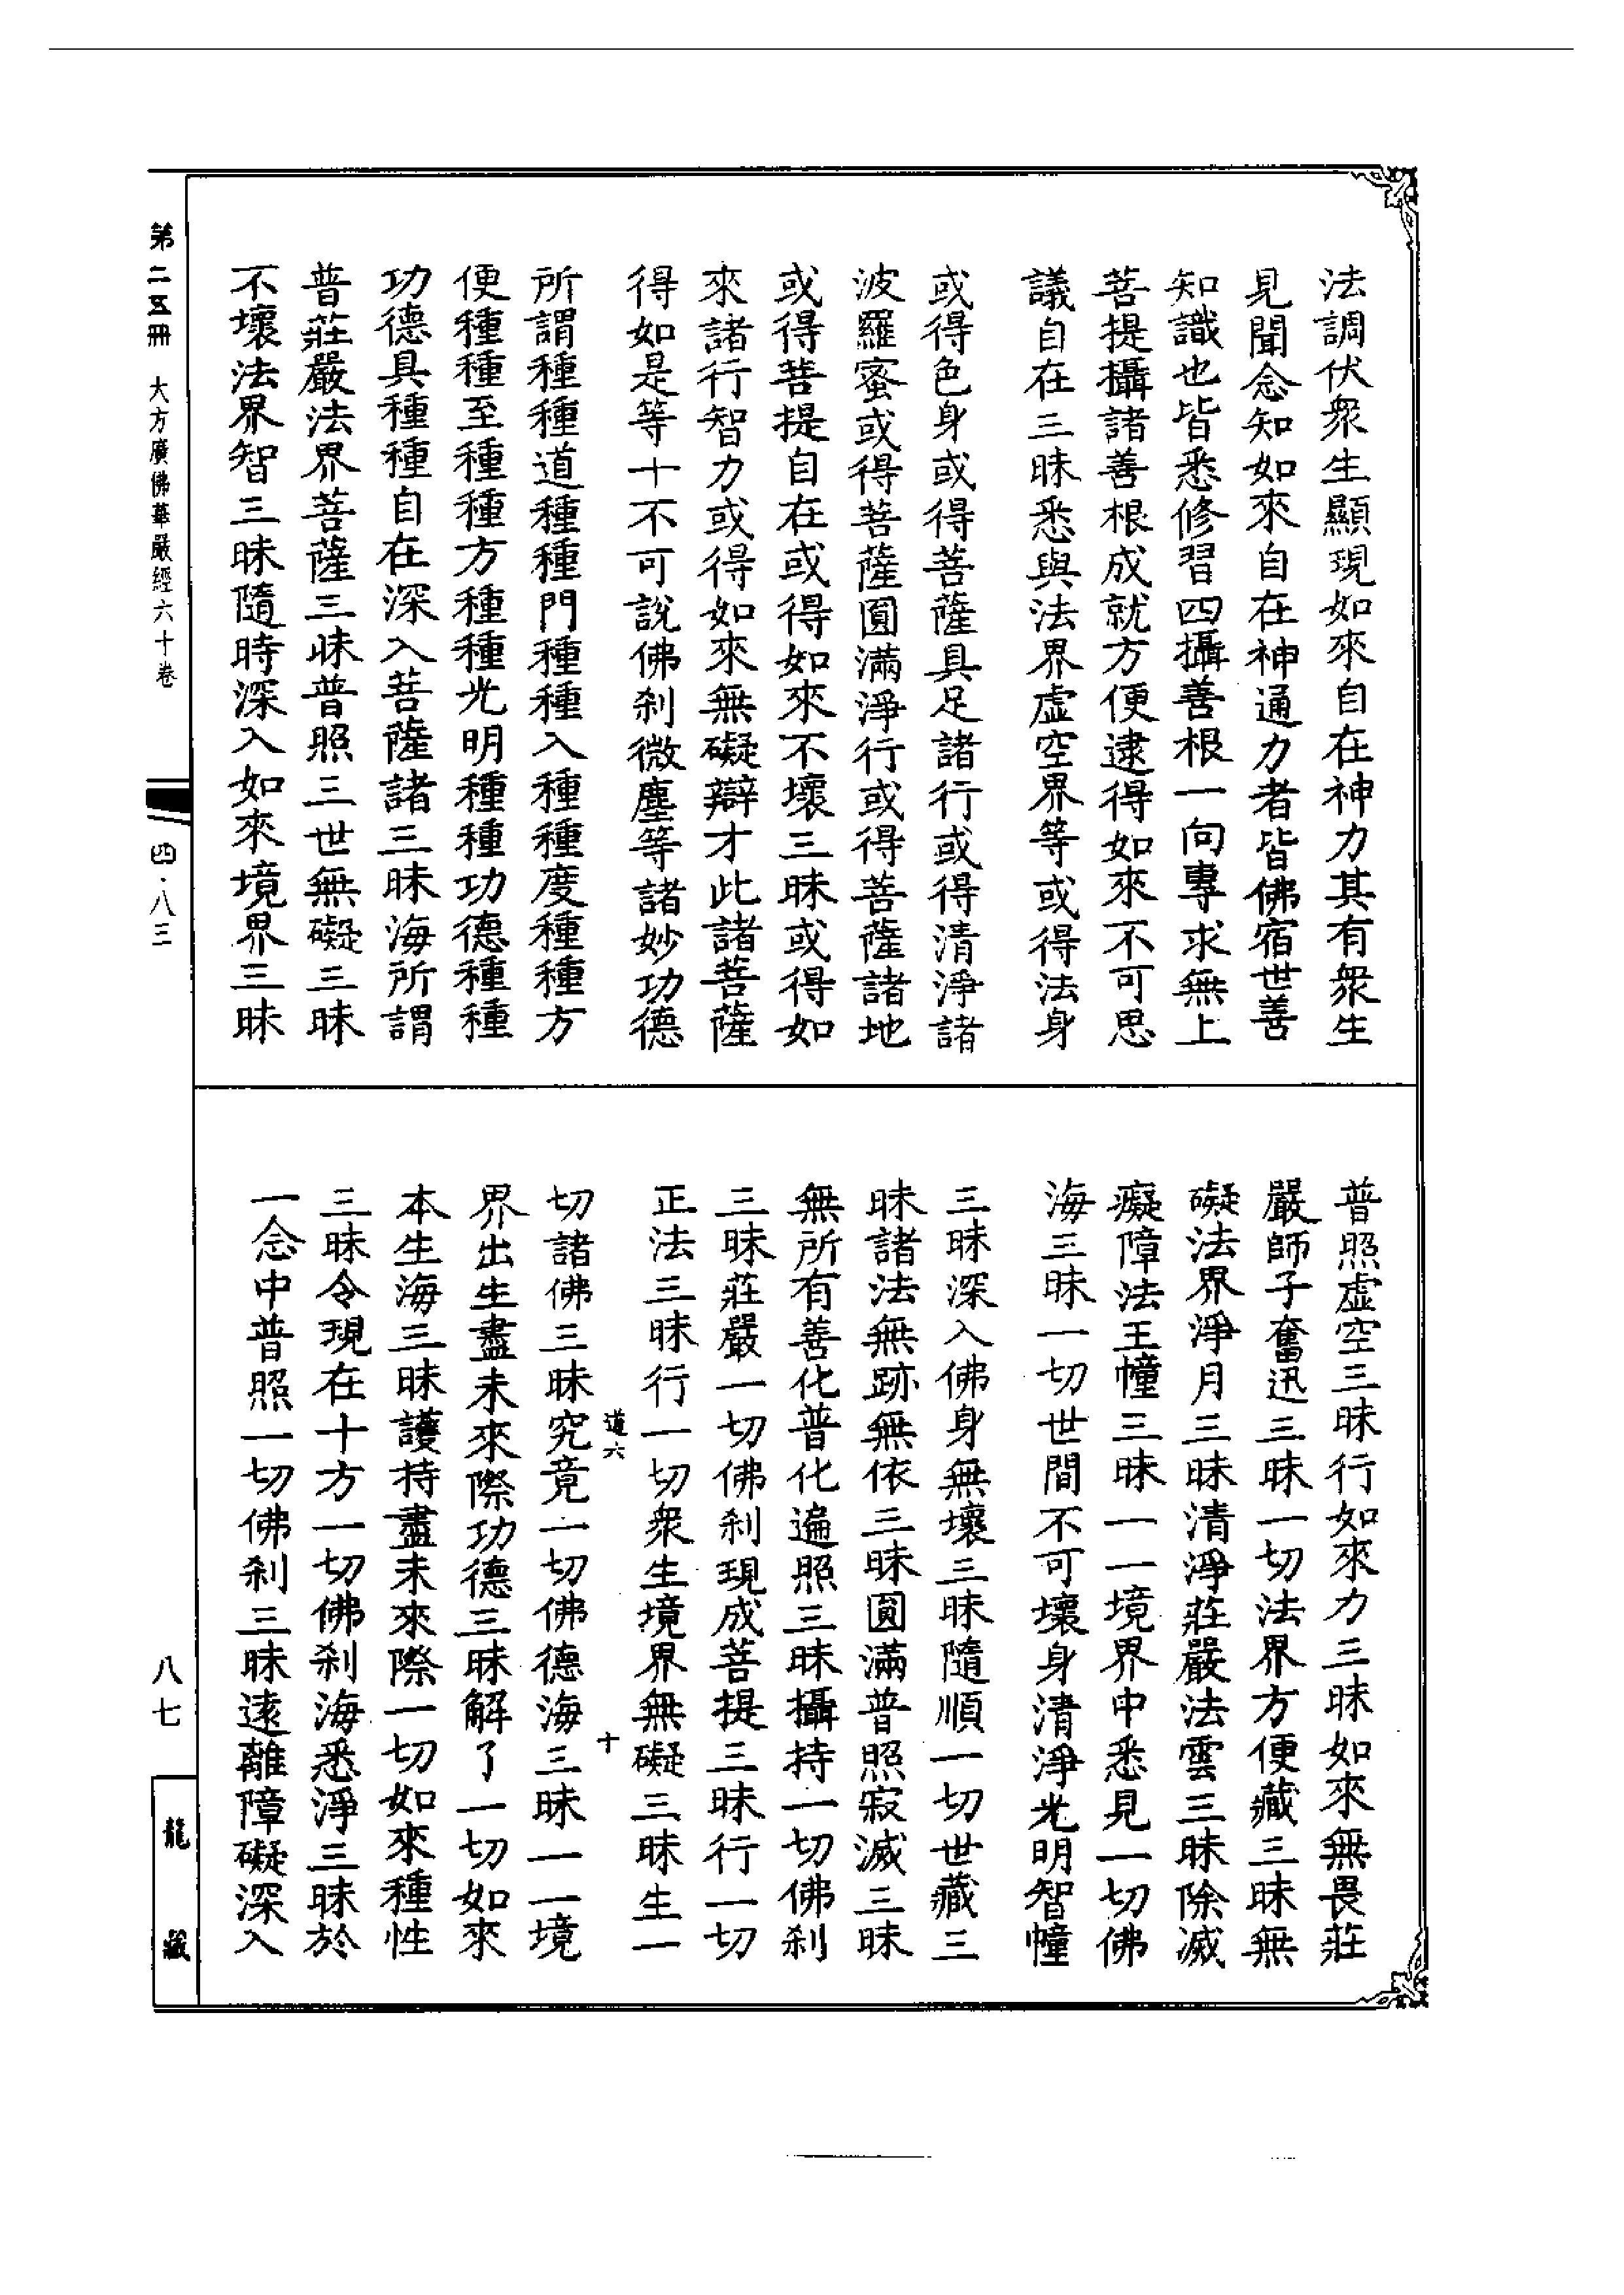 法調伏衆生顯現如來自在神力其有衆生
見聞念知如來自在神通力者皆佛宿世善
知識也皆悉修習四攝善根一向專求無上
菩提攝諸善根成就方便逮得如來不可思
議自在三昧悉與法界虛空界等或得法身
或得色身或得菩薩具足諸行或得清淨諸
波羅蜜或得菩薩圓滿淨行或得菩薩諸地
或得菩提自在或得如來不壞三昧或得如
來諸行智力或得如來無礙辯才此諸菩薩
得如是等十不可說佛刹微塵等諸妙功德
所謂種種道種種門種種入種種度種種方
便種種至種種方種種光明種種功德種種
功德具種種自在深入菩薩諸三昧海所謂
普莊嚴法界菩薩三昧普照三世無礙三昧
不壞法界智三昧隨時深入如來境界三昧
普照虛空三昧行如來力三昧如來無畏莊
嚴師子奮迅三昧一切法界方便藏三昧無
礙法界淨月三昧清淨莊嚴法雲三昧除滅
癡障法王幢三昧一一境界中悉見一切佛
海三昧一切世間不可壞身清淨光明智幢
三昧深入佛身無壞三昧隨順一切世藏三
昧諸法無跡無依三昧圓滿普照寂滅三昧
無所有善化普化遍照三昧攝持一切佛刹
三昧莊嚴一切佛刹現成菩提三昧行一切
正法三昧行一切衆生境界無礙三昧生一
道六 十
切諸佛三昧究竟一切佛德海三昧一一境
界出生盡未來際功德三昧解了一切如來
本生海三昧護持盡未來際一切如來種性
三昧令現在十方一切佛刹海悉淨三昧於
一念中普照一切佛刹三昧遠離障礙深入
第二五冊 大方廣佛華嚴經六十卷
四·八三
八七
龍藏